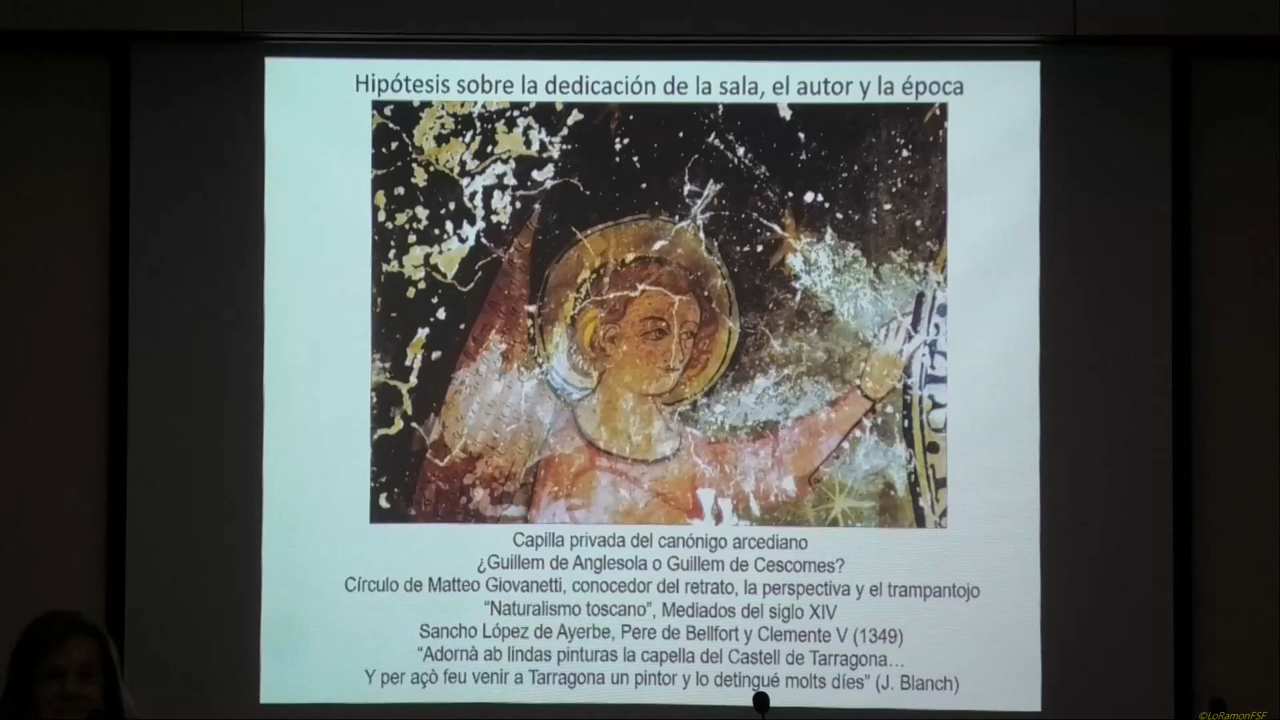 Hipótesis sobre la dedicación de la sala, el autor y la época
Capilla privada del canónigo arcediano
¿Guillem de Anglesola o Guillem de Cescomes?
Círculo de Matteo Giovanetti, conocedor del retrato, la perspectiva y el trampantojo
“Naturalismo toscano”, Mediados del siglo XIV
Sancho López de Ayerbe, Pere de Bellfort y Clemente V (1349)
“Adornà ab lindas pinturas la capella del Castell de Tarragona…
Y per açò feu venir a Tarragona un pintor y lo detingué molts díes” (J. Blanch)
©LoRamonFSF